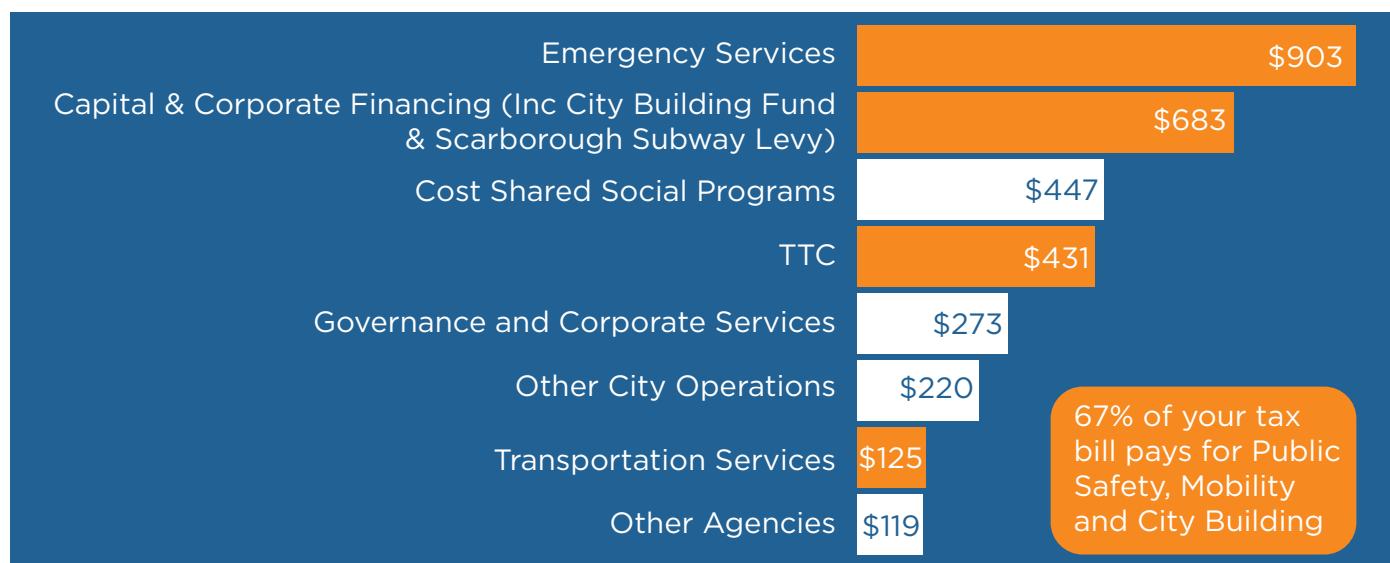 Emergency Services $903
Capital & Corporate Financing (Inc City Building Fund
& Scarborough Subway Levy) $683
Cost Shared Social Programs $447
TTC $431
Governance and Corporate Services $273
Other City Operations $220
Transportation Services $125
Other Agencies $119
67% of your tax
bill pays for Public
Safety, Mobility
and City Building